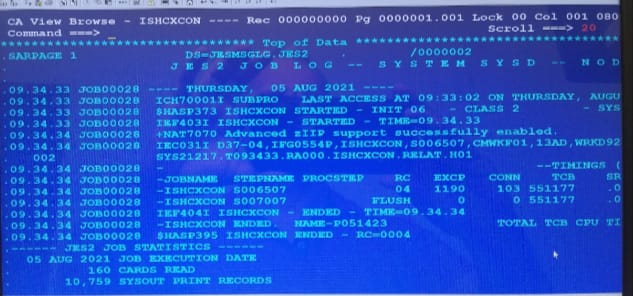 CA View Browse - ISHCXCON ---- Rec 000000000 Pg 0000001.001 Lock 00 Col 001 080
Command ===> _ Scroll ===> 20
******************************** Top of Data ********************************
.SARPAGE 1 DS=JESMSGLG.JES2 . /0000002
. J E S 2 J O B L O G -- S Y S T E M S Y S D -- N O D
.
.09.34.33 JOB00028 ---- THURSDAY, 05 AUG 2021 ----
.09.34.33 JOB00028 ICH70001I SUBPRO LAST ACCESS AT 09:33:02 ON THURSDAY, AUGU
.09.34.33 JOB00028 $HASP373 ISHCXCON STARTED - INIT 06 - CLASS 2 - SYS
.09.34.33 JOB00028 IEF403I ISHCXCON - STARTED - TIME=09.34.33
.09.34.34 JOB00028 +NAT7070 Advanced zIIP support successfully enabled.
.09.34.34 JOB00028 IEC031I D37-04,IFG0554P,ISHCXCON,S006507,CMWKF01,13AD,WRKD92
. 002 SYS21217.T093433.RA000.ISHCXCON.RELAT.H01
.09.34.34 JOB00028 - --TIMINGS (
.09.34.34 JOB00028 -JOBNAME STEPNAME PROCSTEP RC EXCP CONN TCB SR
.09.34.34 JOB00028 -ISHCXCON S006507 04 1190 103 551177 .0
.09.34.34 JOB00028 -ISHCXCON S007007 FLUSH 0 0 551177 .0
.09.34.34 JOB00028 IEF404I ISHCXCON - ENDED - TIME=09.34.34
.09.34.34 JOB00028 -ISHCXCON ENDED. NAME-P051423 TOTAL TCB CPU TI
.09.34.34 JOB00028 $HASP395 ISHCXCON ENDED - RC=0004
.------ JES2 JOB STATISTICS ------
. 05 AUG 2021 JOB EXECUTION DATE
. 160 CARDS READ
. 10,759 SYSOUT PRINT RECORDS